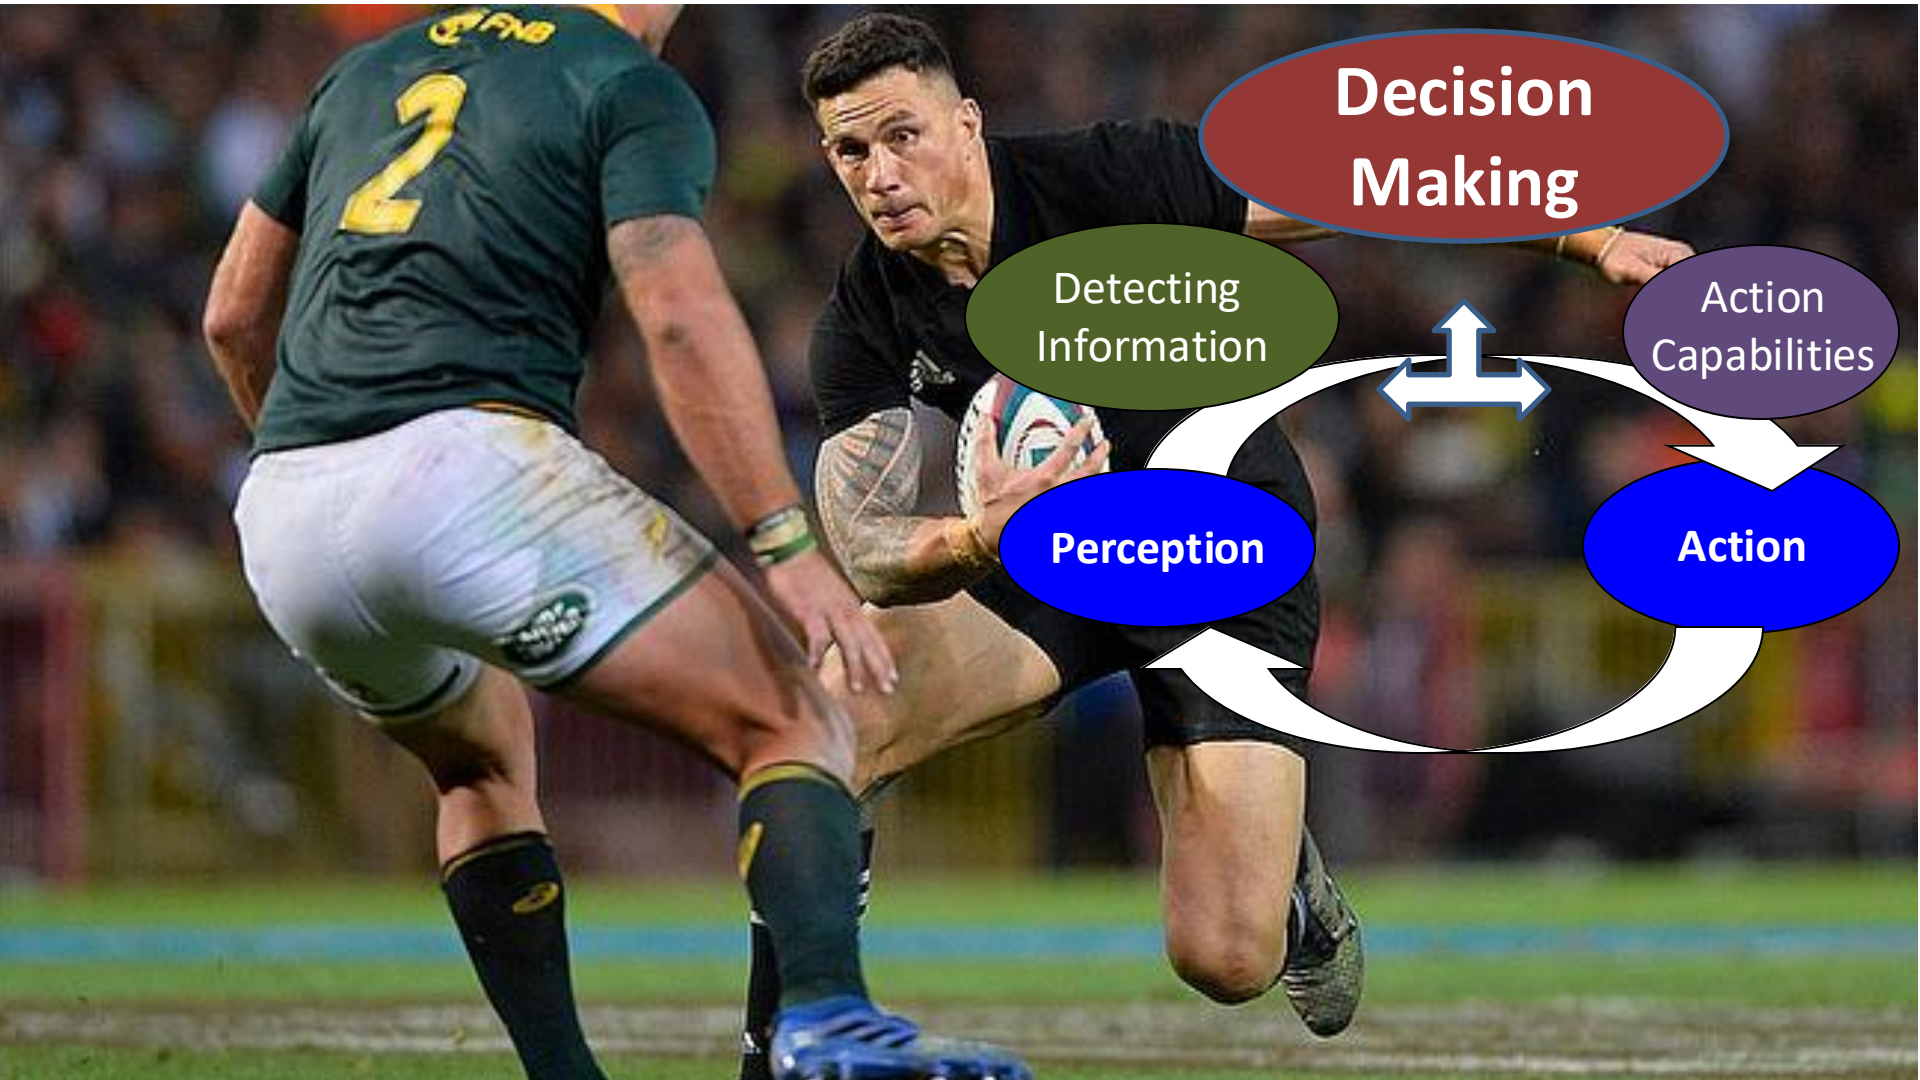 FNB
2
Decision
Making
Detecting
Information
Action
Capabilities
Perception
Action